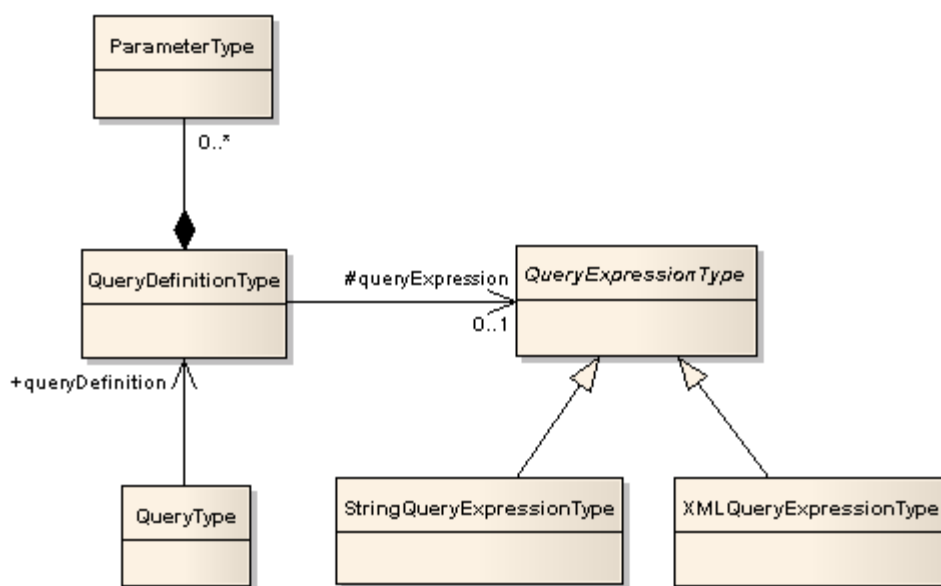 ParameterType
0..*
QueryDefinitionType
#queryExpression
0..1
QueryExpressionType
+queryDefinition
QueryType
StringQueryExpressionType
XMLQueryExpressionType